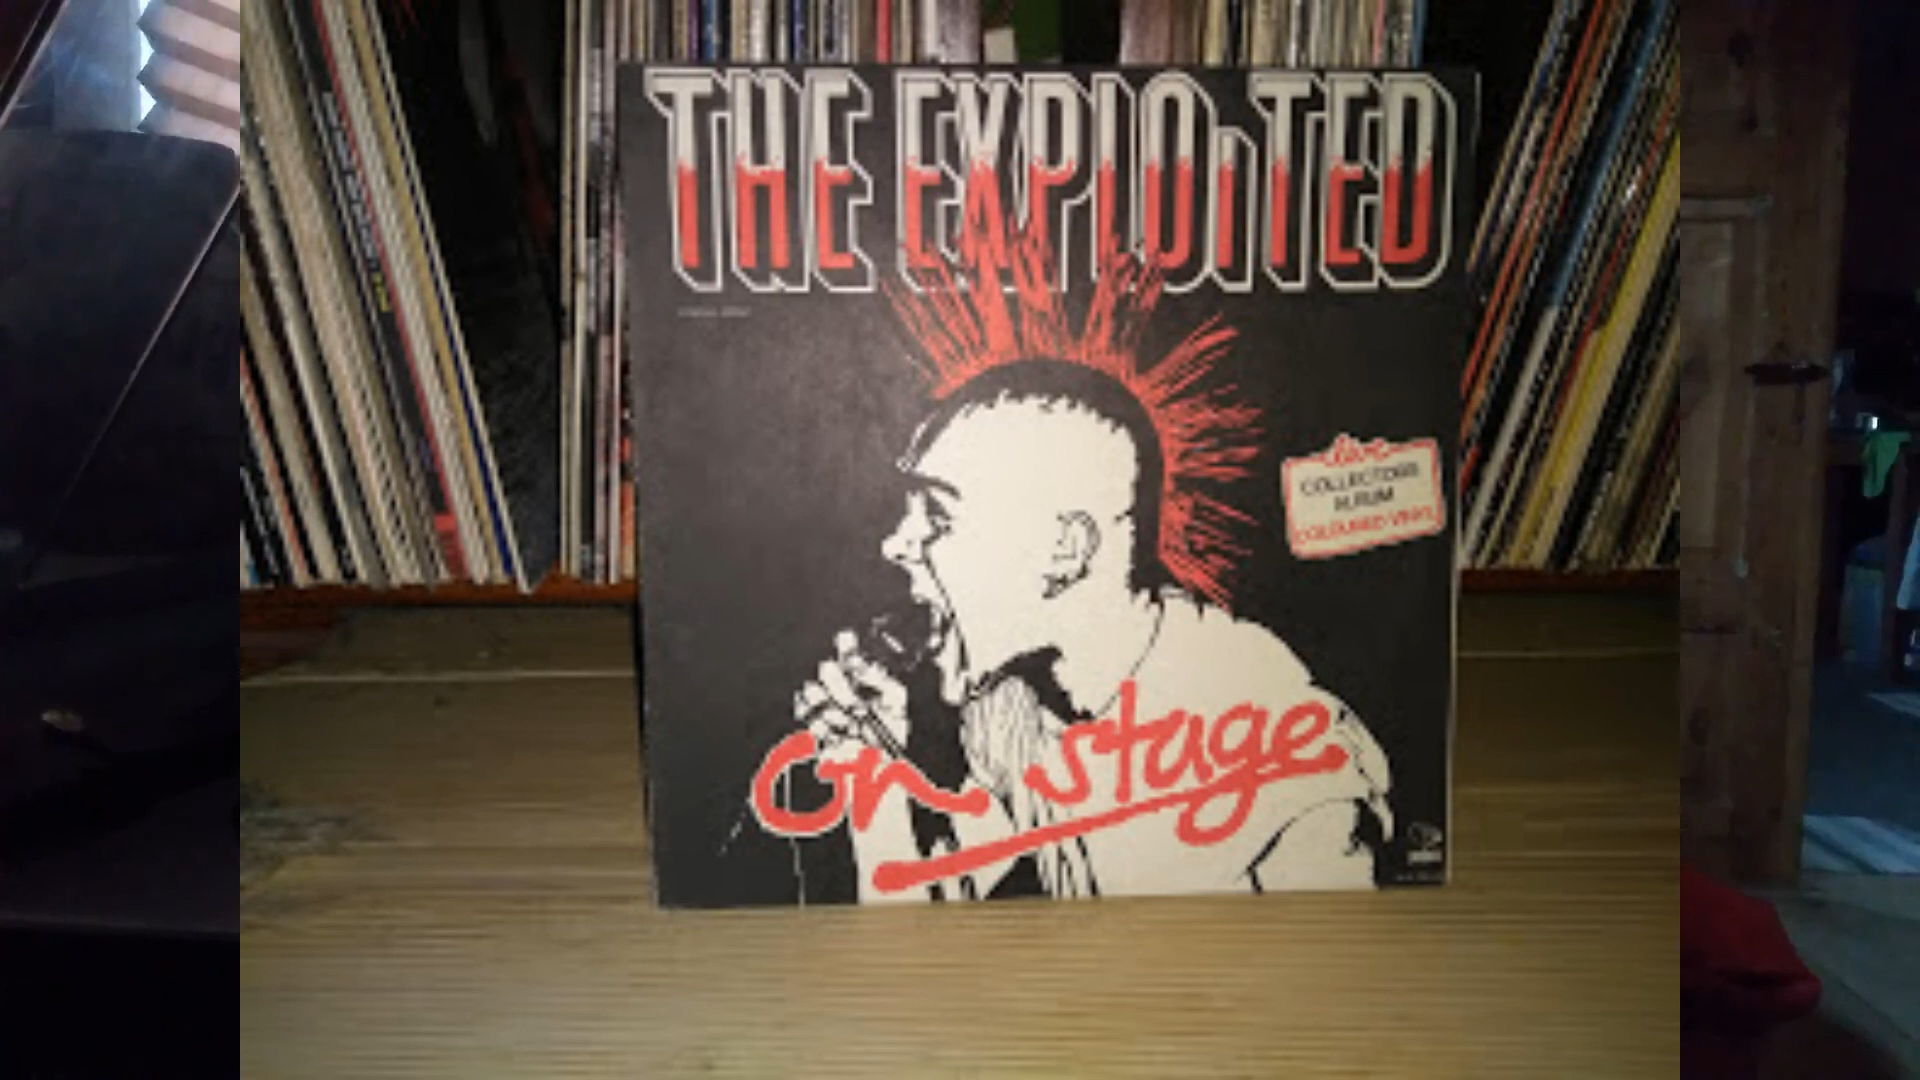 THE EXPLOiTED
live
COLLECTORS
ALBUM
COLOURED VINYL
on stage